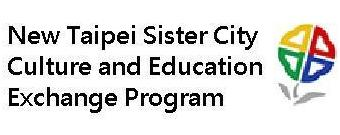 New Taipei Sister City
Culture and Education
Exchange Program